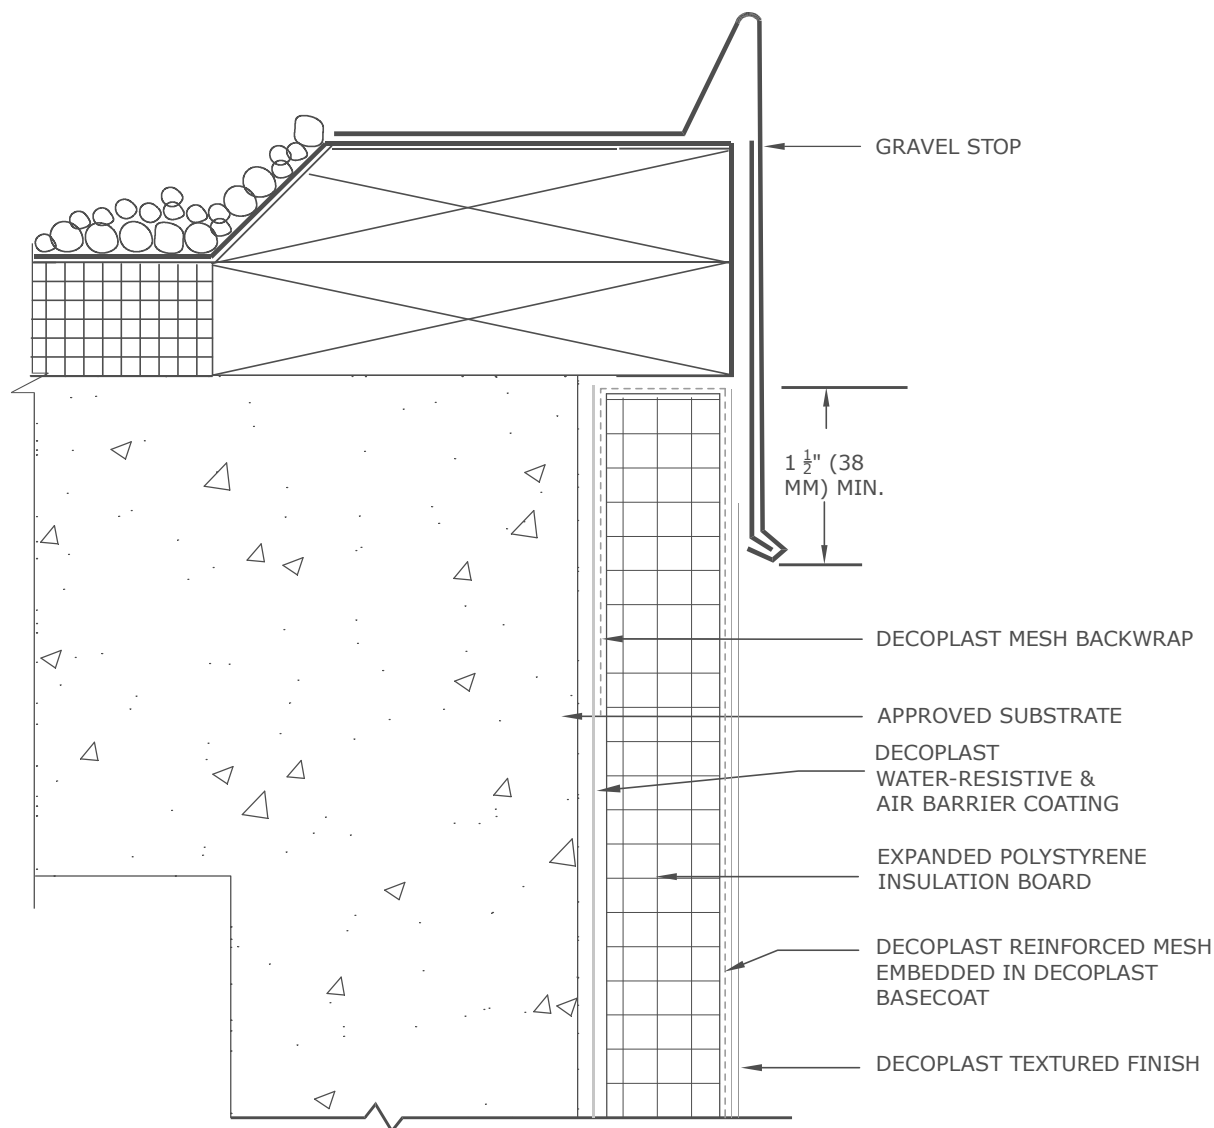 GRAVEL STOP
1 1/2" (38
MM) MIN.
DECOPLAST MESH BACKWRAP
APPROVED SUBSTRATE
DECOPLAST
WATER-RESISTIVE &
AIR BARRIER COATING
EXPANDED POLYSTYRENE
INSULATION BOARD
DECOPLAST REINFORCED MESH
EMBEDDED IN DECOPLAST
BASECOAT
DECOPLAST TEXTURED FINISH